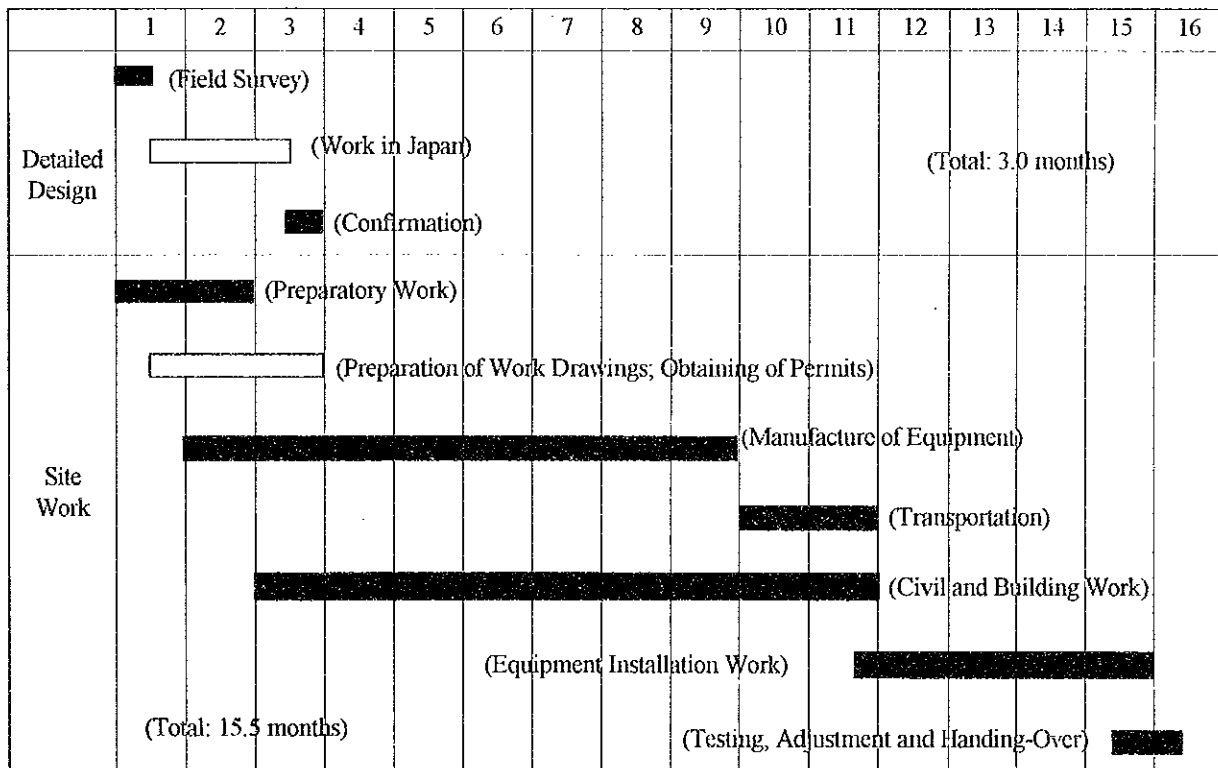 1 2 3 4 5 6 7 8 9 10 11 12 13 14 15 16
(Field Survey)
(Work in Japan)
Detailed
Design
(Total: 3.0 months)
(Confirmation)
(Preparatory Work)
(Preparation of Work Drawings; Obtaining of Permits)
(Manufacture of Equipment)
Site
Work
(Transportation)
(Civil and Building Work)
(Equipment Installation Work)
(Total: 15.5 months)
(Testing, Adjustment and Handing-Over)